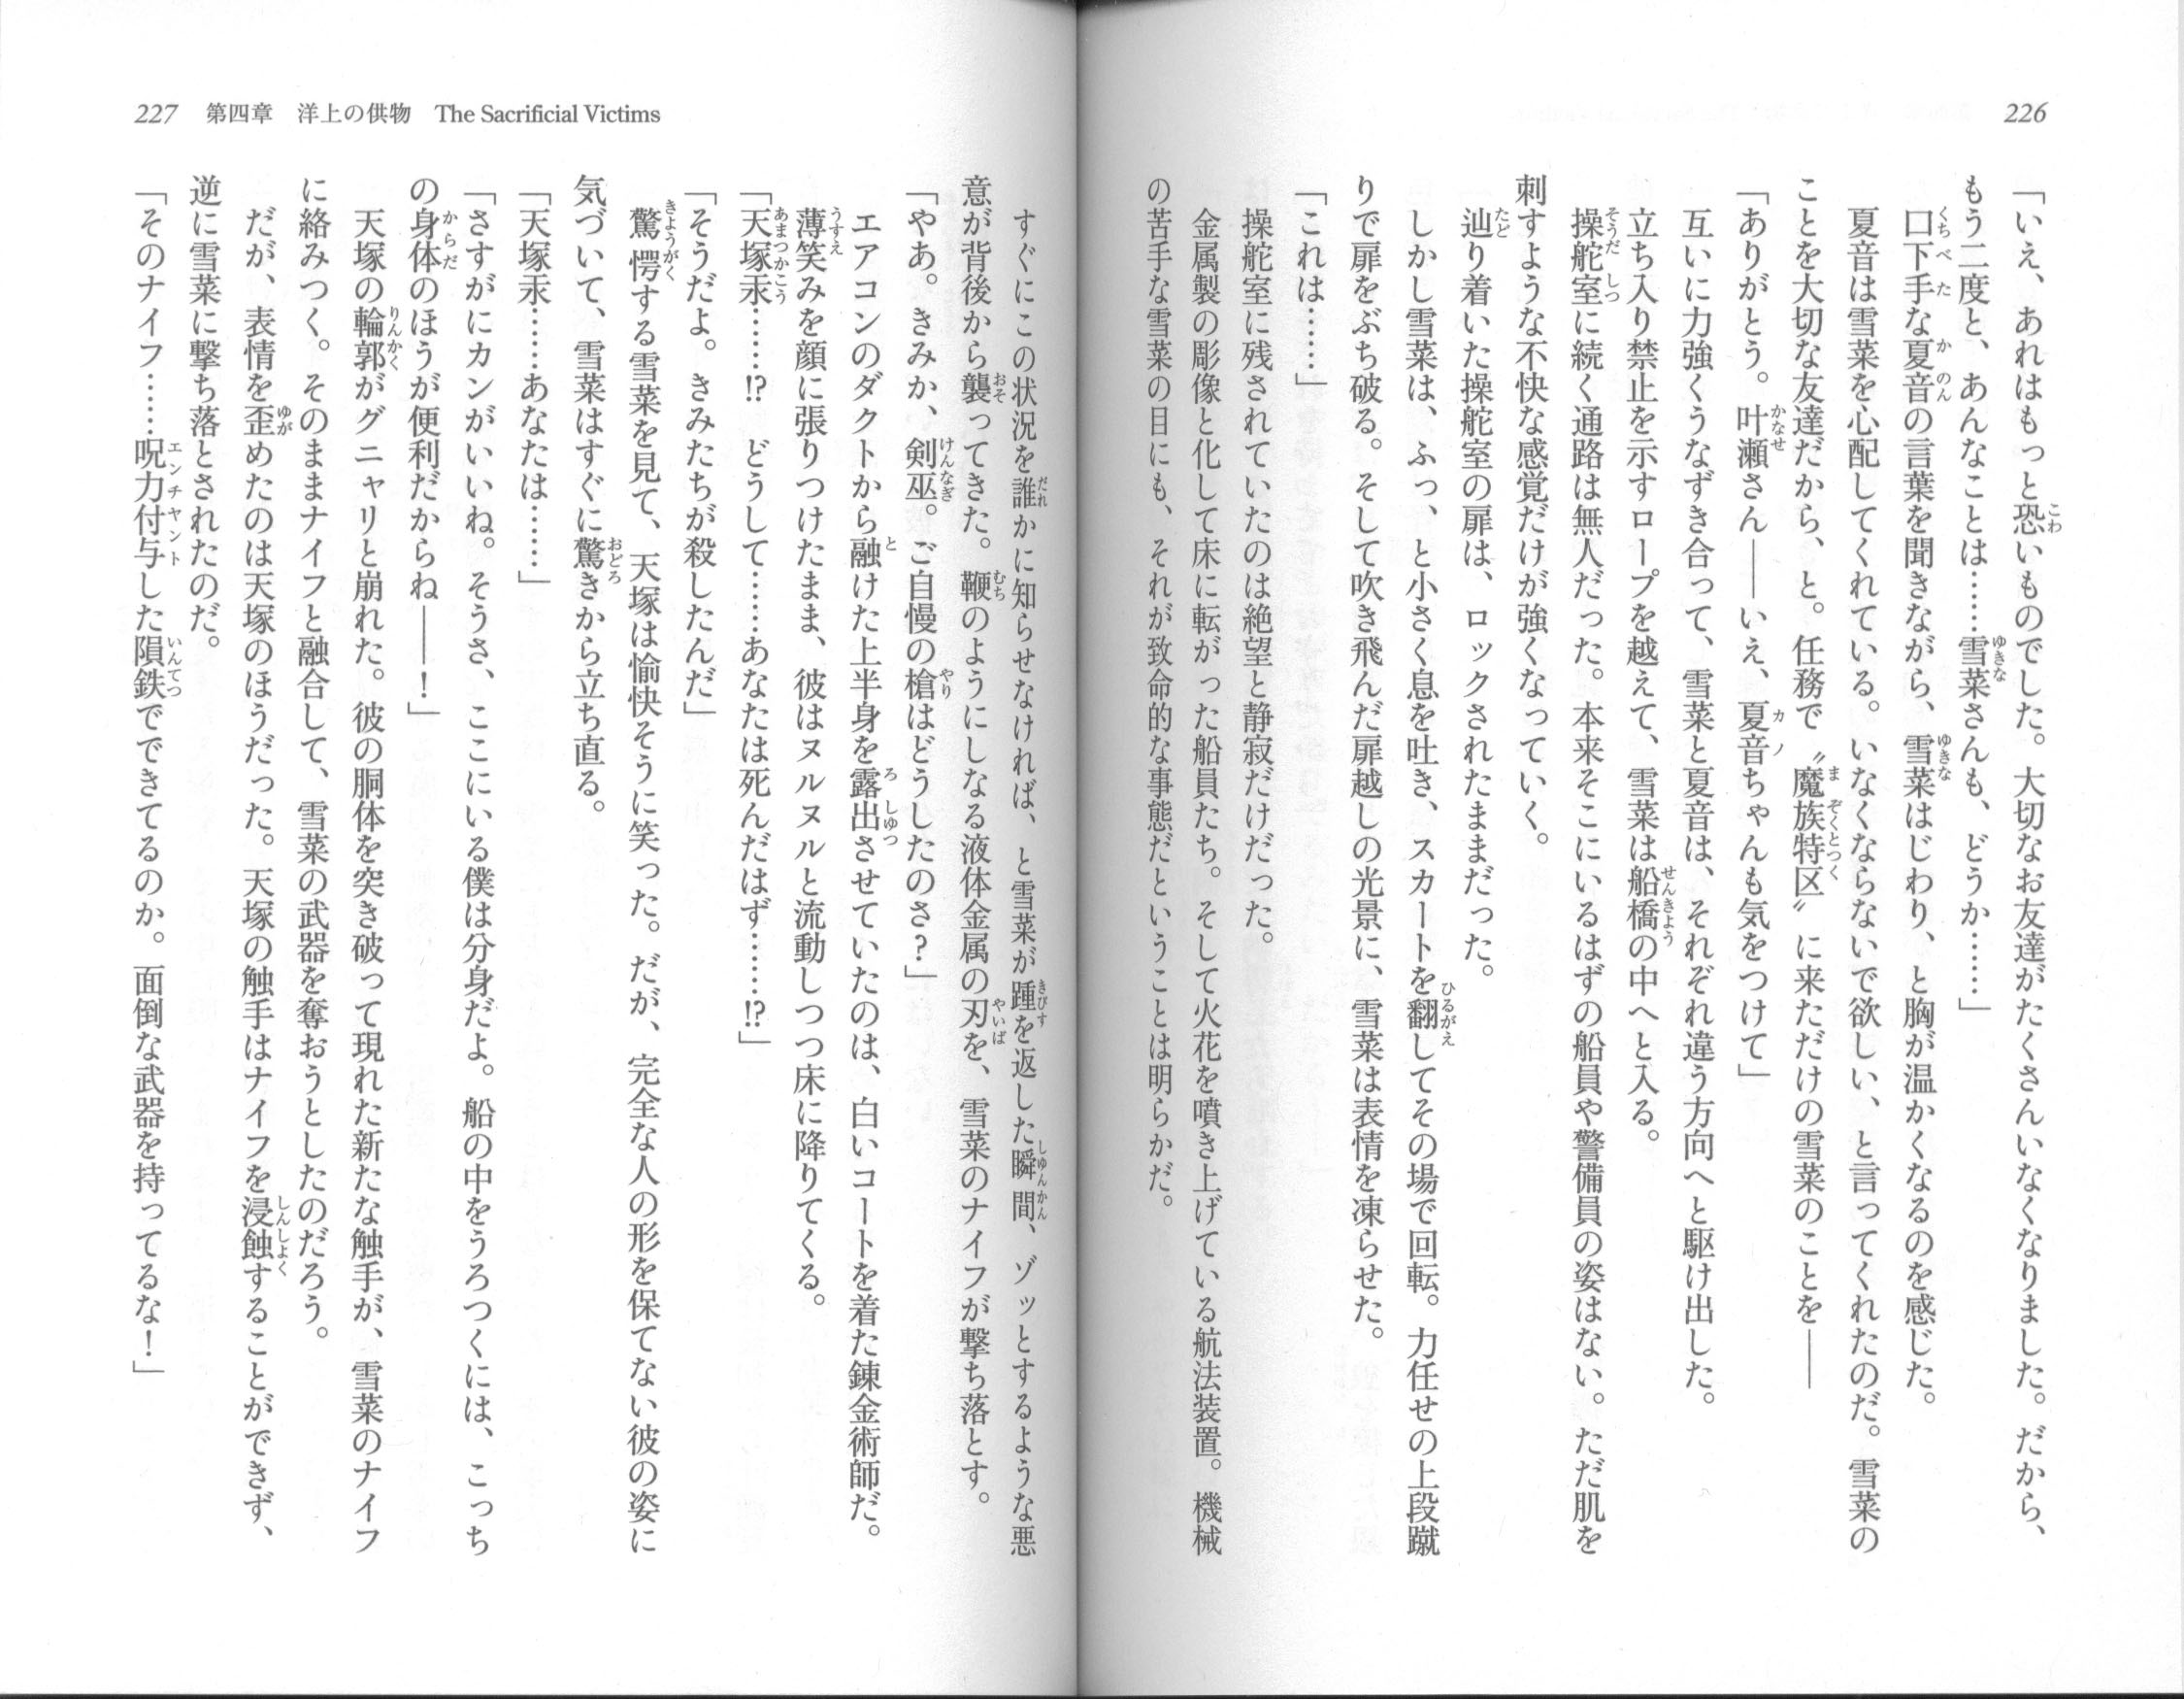 226
「いえ、あれはもっと恐いものでした。大切なお友達がたくさんいなくなりました。だから、
もう二度と、あんなことは……雪菜さんも、どうか……」
口下手な夏音の言葉を聞きながら、雪菜はじわり、と胸が温かくなるのを感じた。
夏音は雪菜を心配してくれている。いなくならないで欲しい、と言ってくれたのだ。雪菜の
ことを大切な友達だから、と。任務で〝魔族特区〟に来ただけの雪菜のことを――
「ありがとう。叶瀬さん――いえ、夏音ちゃんも気をつけて」
互いに力強くうなずき合って、雪菜と夏音は、それぞれ違う方向へと駆け出した。
立ち入り禁止を示すロープを越えて、雪菜は船橋の中へと入る。
操舵室に続く通路は無人だった。本来そこにいるはずの船員や警備員の姿はない。ただ肌を
刺すような不快な感覚だけが強くなっていく。
辿り着いた操舵室の扉は、ロックされたままだった。
しかし雪菜は、ふっ、と小さく息を吐き、スカートを翻してその場で回転。力任せの上段蹴
りで扉をぶち破る。そして吹き飛んだ扉越しの光景に、雪菜は表情を凍らせた。
「これは……」
操舵室に残されていたのは絶望と静寂だけだった。
金属製の彫像と化して床に転がった船員たち。そして火花を噴き上げている航法装置。機械
の苦手な雪菜の目にも、それが致命的な事態だということは明らかだ。
227 第四章 洋上の供物 The Sacrificial Victims
すぐにこの状況を誰かに知らせなければ、と雪菜が踵を返した瞬間、ゾッとするような悪
意が背後から襲ってきた。鞭のようにしなる液体金属の刃を、雪菜のナイフが撃ち落とす。
「やあ。きみか、剣巫。ご自慢の槍はどうしたのさ?」
エアコンのダクトから融けた上半身を露出させていたのは、白いコートを着た錬金術師だ。
薄笑みを顔に張りつけたまま、彼はヌルヌルと流動しつつ床に降りてくる。
「天塚汞……⁉ どうして……あなたは死んだはず……⁉」
「そうだよ。きみたちが殺したんだ」
驚愕する雪菜を見て、天塚は愉快そうに笑った。だが、完全な人の形を保てない彼の姿に
気づいて、雪菜はすぐに驚きから立ち直る。
「天塚汞……あなたは……」
「さすがにカンがいいね。そうさ、ここにいる僕は分身だよ。船の中をうろつくには、こっち
の身体のほうが便利だからね――!」
天塚の輪郭がグニャリと崩れた。彼の胴体を突き破って現れた新たな触手が、雪菜のナイフ
に絡みつく。そのままナイフと融合して、雪菜の武器を奪おうとしたのだろう。
だが、表情を歪めたのは天塚のほうだった。天塚の触手はナイフを浸蝕することができず、
逆に雪菜に撃ち落とされたのだ。
「そのナイフ……呪力付与した隕鉄でできてるのか。面倒な武器を持ってるな!」